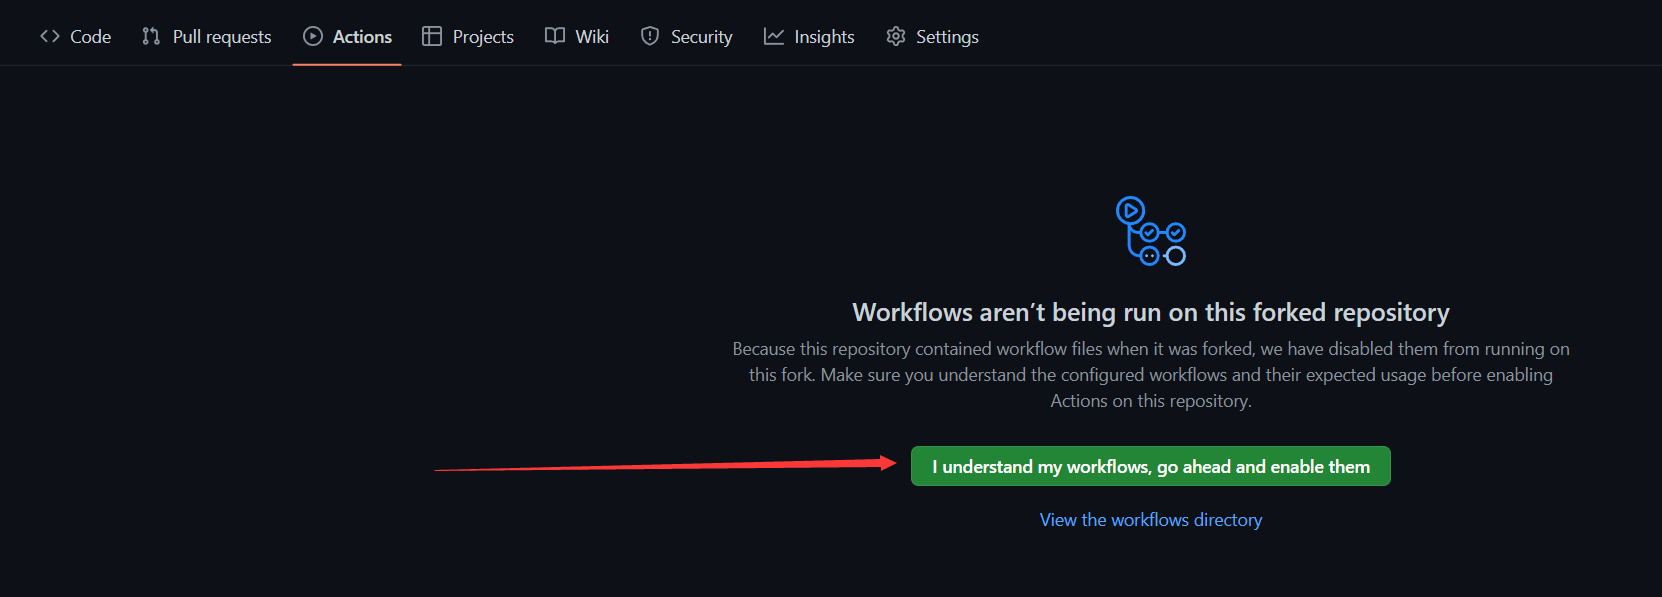 Code Pull requests Actions Projects Wiki Security Insights Settings
Workflows aren’t being run on this forked repository
Because this repository contained workflow files when it was forked, we have disabled them from running on
this fork. Make sure you understand the configured workflows and their expected usage before enabling
Actions on this repository.
I understand my workflows, go ahead and enable them
View the workflows directory